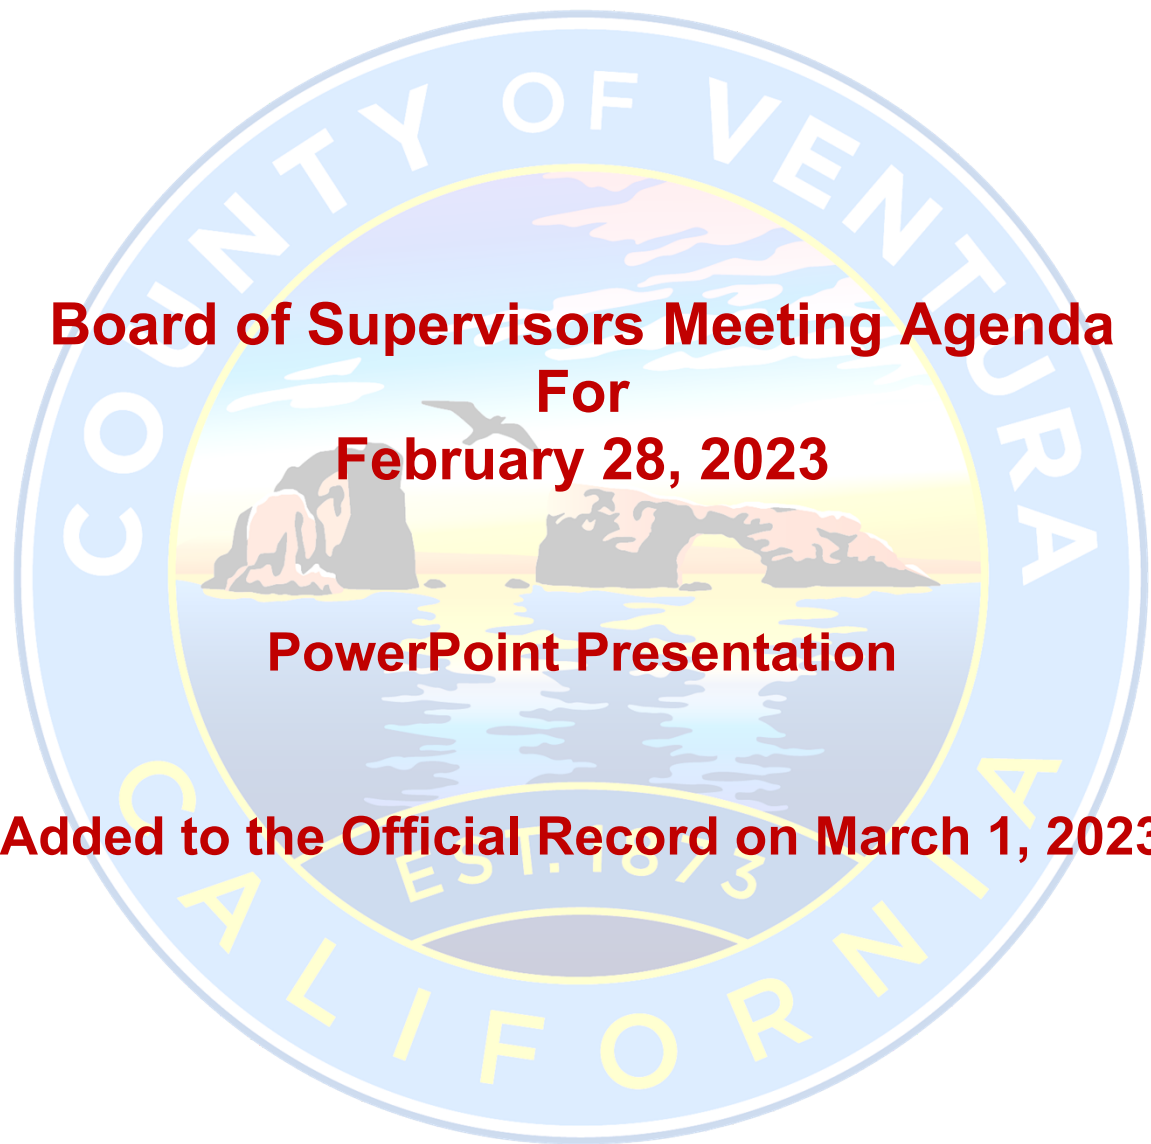 COUNTY OF VENTURA
Board of Supervisors Meeting Agenda
For
February 28, 2023
PowerPoint Presentation
Added to the Official Record on March 1, 2023
EST. 1873
CALIFORNIA